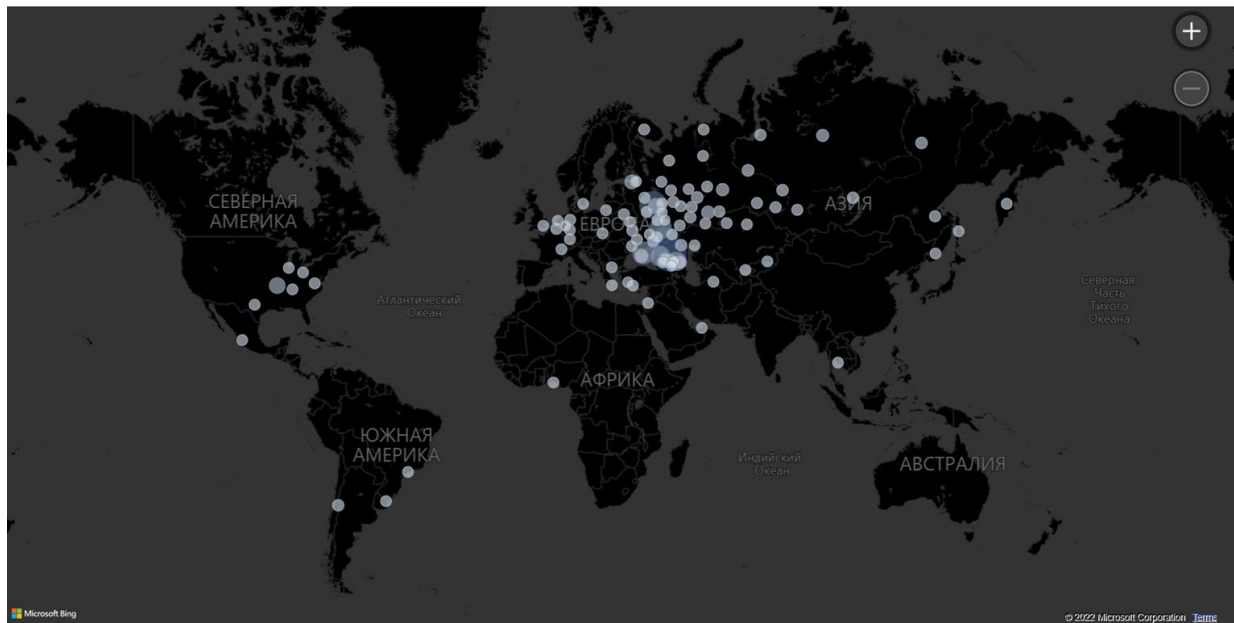 +
−
СЕВЕРНАЯ
АМЕРИКА
ЕВРОПА
АЗИЯ
Атлантический
Океан
Северная
Часть
Тихого
Океана
АФРИКА
ЮЖНАЯ
АМЕРИКА
Индийский
Океан
АВСТРАЛИЯ
Microsoft Bing
© 2022 Microsoft Corporation Terms